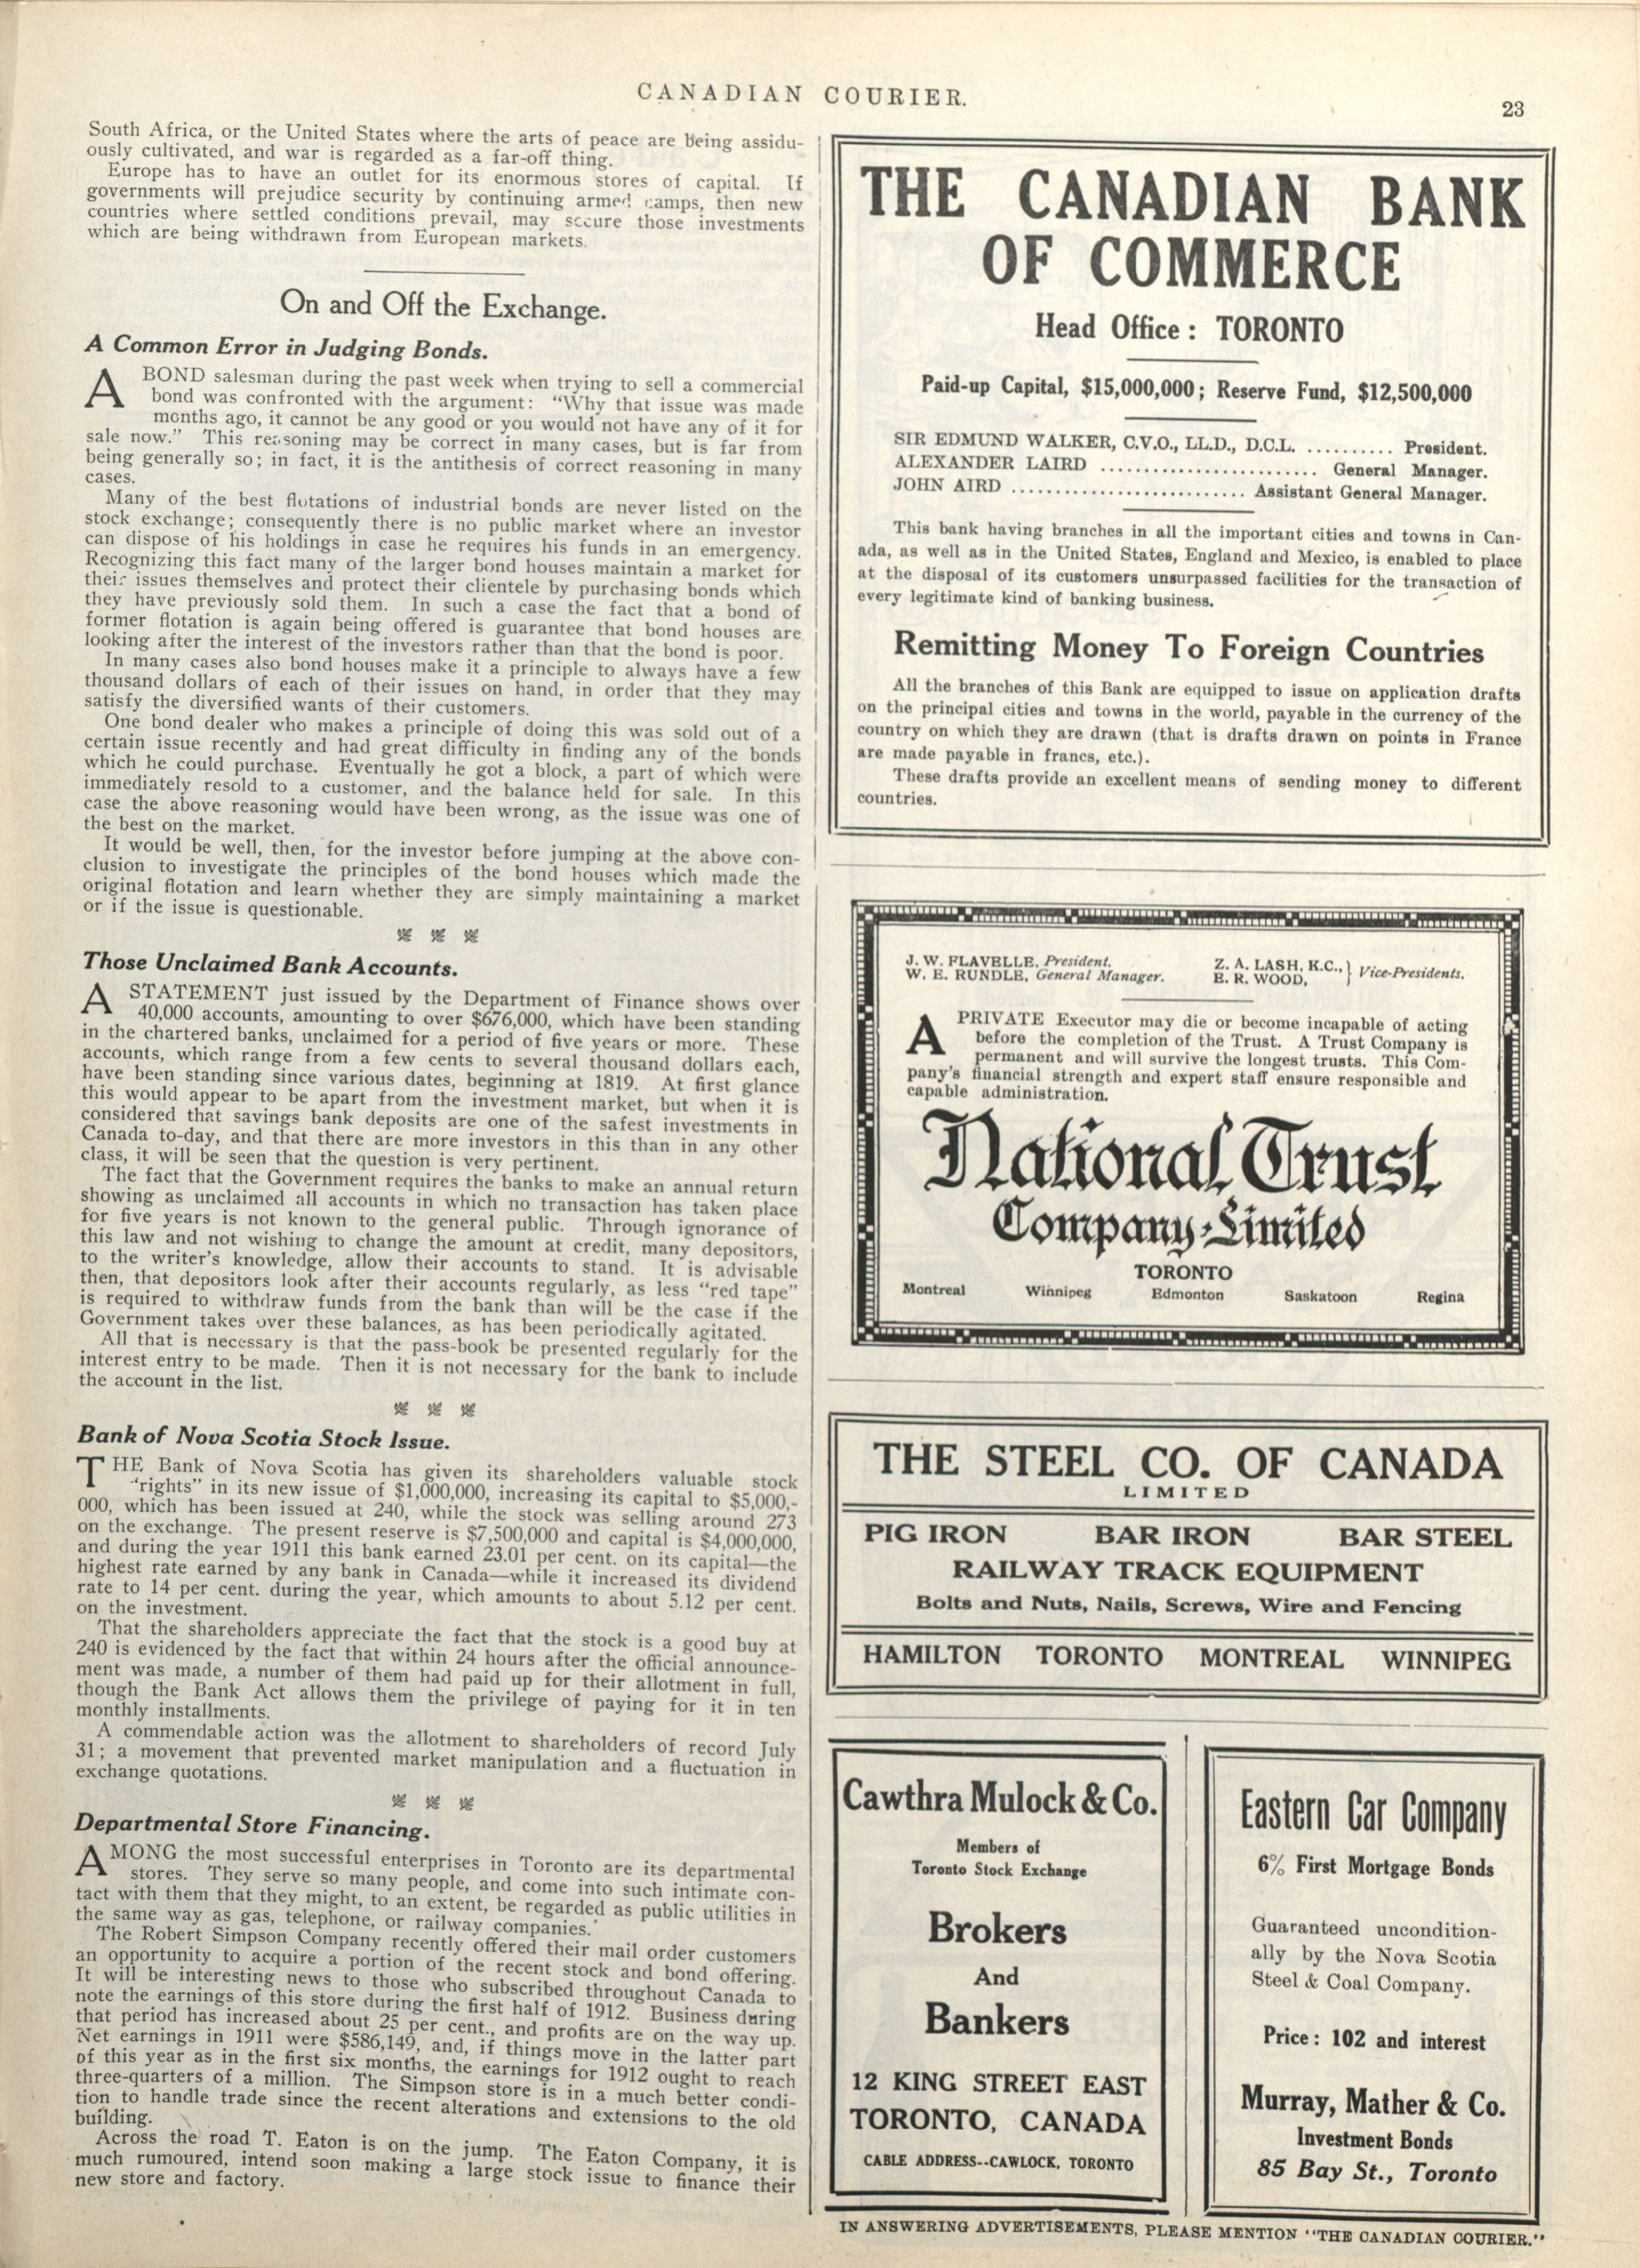 CANADIAN COURIER.
23
South Africa, or the United States where the arts of peace are being assidu-
ously cultivated, and war is regarded as a far-off thing.
Europe has to have an outlet for its enormous stores of capital. If
governments will prejudice security by continuing armed camps, then new
countries where settled conditions prevail, may secure those investments
which are being withdrawn from European markets.
On and Off the Exchange.
A Common Error in Judging Bonds.
A BOND salesman during the past week when trying to sell a commercial
bond was confronted with the argument: "Why that issue was made
months ago, it cannot be any good or you would not have any of it for
sale now." This reasoning may be correct in many cases, but is far from
being generally so; in fact, it is the antithesis of correct reasoning in many
cases.
Many of the best flotations of industrial bonds are never listed on the
stock exchange; consequently there is no public market where an investor
can dispose of his holdings in case he requires his funds in an emergency.
Recognizing this fact many of the larger bond houses maintain a market for
their issues themselves and protect their clientele by purchasing bonds which
they have previously sold them. In such a case the fact that a bond of
former flotation is again being offered is guarantee that bond houses are
looking after the interest of the investors rather than that the bond is poor.
In many cases also bond houses make it a principle to always have a few
thousand dollars of each of their issues on hand, in order that they may
satisfy the diversified wants of their customers.
One bond dealer who makes a principle of doing this was sold out of a
certain issue recently and had great difficulty in finding any of the bonds
which he could purchase. Eventually he got a block, a part of which were
immediately resold to a customer, and the balance held for sale. In this
case the above reasoning would have been wrong, as the issue was one of
the best on the market.
It would be well, then, for the investor before jumping at the above con-
clusion to investigate the principles of the bond houses which made the
original flotation and learn whether they are simply maintaining a market
or if the issue is questionable.
Those Unclaimed Bank Accounts.
A STATEMENT just issued by the Department of Finance shows over
40,000 accounts, amounting to over $676,000, which have been standing
in the chartered banks, unclaimed for a period of five years or more. These
accounts, which range from a few cents to several thousand dollars each,
have been standing since various dates, beginning at 1819. At first glance
this would appear to be apart from the investment market, but when it is
considered that savings bank deposits are one of the safest investments in
Canada to-day, and that there are more investors in this than in any other
class, it will be seen that the question is very pertinent.
The fact that the Government requires the banks to make an annual return
showing as unclaimed all accounts in which no transaction has taken place
for five years is not known to the general public. Through ignorance of
this law and not wishing to change the amount at credit, many depositors,
to the writer's knowledge, allow their accounts to stand. It is advisable
then, that depositors look after their accounts regularly, as less "red tape"
is required to withdraw funds from the bank than will be the case if the
Government takes over these balances, as has been periodically agitated.
All that is necessary is that the pass-book be presented regularly for the
interest entry to be made. Then it is not necessary for the bank to include
the account in the list.
Bank of Nova Scotia Stock Issue.
THE Bank of Nova Scotia has given its shareholders valuable stock
"rights" in its new issue of $1,000,000, increasing its capital to $5,000,-
000, which has been issued at 240, while the stock was selling around 273
on the exchange. The present reserve is $7,500,000 and capital is $4,000,000,
and during the year 1911 this bank earned 23.01 per cent. on its capital—the
highest rate earned by any bank in Canada—while it increased its dividend
rate to 14 per cent. during the year, which amounts to about 5.12 per cent.
on the investment.
That the shareholders appreciate the fact that the stock is a good buy at
240 is evidenced by the fact that within 24 hours after the official announce-
ment was made, a number of them had paid up for their allotment in full,
though the Bank Act allows them the privilege of paying for it in ten
monthly installments.
A commendable action was the allotment to shareholders of record July
31; a movement that prevented market manipulation and a fluctuation in
exchange quotations.
Departmental Store Financing.
AMONG the most successful enterprises in Toronto are its departmental
stores. They serve so many people, and come into such intimate con-
tact with them that they might, to an extent, be regarded as public utilities in
the same way as gas, telephone, or railway companies.
The Robert Simpson Company recently offered their mail order customers
an opportunity to acquire a portion of the recent stock and bond offering.
It will be interesting news to those who subscribed throughout Canada to
note the earnings of this store during the first half of 1912. Business during
that period has increased about 25 per cent., and profits are on the way up.
Net earnings in 1911 were $586,149, and, if things move in the latter part
of this year as in the first six months, the earnings for 1912 ought to reach
three-quarters of a million. The Simpson store is in a much better condi-
tion to handle trade since the recent alterations and extensions to the old
building.
Across the road T. Eaton is on the jump. The Eaton Company, it is
much rumoured, intend soon making a large stock issue to finance their
new store and factory.
THE CANADIAN BANK
OF COMMERCE
Head Office: TORONTO
Paid-up Capital, $15,000,000; Reserve Fund, $12,500,000
SIR EDMUND WALKER, C.V.O., LL.D., D.C.L. .......... President.
ALEXANDER LAIRD ........................ General Manager.
JOHN AIRD .......................... Assistant General Manager.
This bank having branches in all the important cities and towns in Can-
ada, as well as in the United States, England and Mexico, is enabled to place
at the disposal of its customers unsurpassed facilities for the transaction of
every legitimate kind of banking business.
Remitting Money To Foreign Countries
All the branches of this Bank are equipped to issue on application drafts
on the principal cities and towns in the world, payable in the currency of the
country on which they are drawn (that is drafts drawn on points in France
are made payable in francs, etc.).
These drafts provide an excellent means of sending money to different
countries.
J. W. FLAVELLE, President.
W. E. RUNDLE, General Manager.
Z. A. LASH, K.C.,
E. R. WOOD, } Vice-Presidents.
A PRIVATE Executor may die or become incapable of acting
before the completion of the Trust. A Trust Company is
permanent and will survive the longest trusts. This Com-
pany's financial strength and expert staff ensure responsible and
capable administration.
National Trust
Company-Limited
TORONTO
Montreal Winnipeg Edmonton Saskatoon Regina
THE STEEL CO. OF CANADA
LIMITED
PIG IRON BAR IRON BAR STEEL
RAILWAY TRACK EQUIPMENT
Bolts and Nuts, Nails, Screws, Wire and Fencing
HAMILTON TORONTO MONTREAL WINNIPEG
Cawthra Mulock & Co.
Members of
Toronto Stock Exchange
Brokers
And
Bankers
12 KING STREET EAST
TORONTO, CANADA
CABLE ADDRESS--CAWLOCK, TORONTO
Eastern Car Company
6% First Mortgage Bonds
Guaranteed uncondition-
ally by the Nova Scotia
Steel & Coal Company.
Price: 102 and interest
Murray, Mather & Co.
Investment Bonds
85 Bay St., Toronto
IN ANSWERING ADVERTISEMENTS, PLEASE MENTION "THE CANADIAN COURIER."